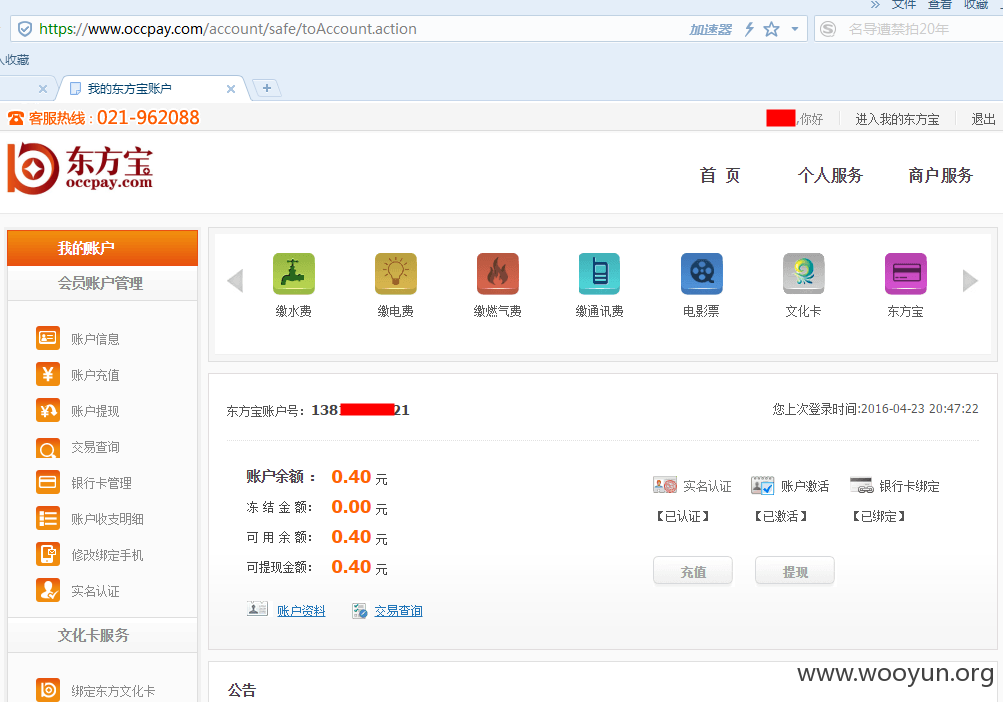 » 文件 查看 收藏
https://www.occpay.com/account/safe/toAccount.action 加速器 名导遭禁拍20年
收藏
我的东方宝账户
客服热线:021-962088 ,你好 进入我的东方宝 退出
东方宝
occpay.com
首 页 个人服务 商户服务
我的账户
会员账户管理
账户信息
账户充值
账户提现
交易查询
银行卡管理
账户收支明细
修改绑定手机
实名认证
文化卡服务
绑定东方文化卡
缴水费 缴电费 缴燃气费 缴通讯费 电影票 文化卡 东方宝
东方宝账户号: 138 21 您上次登录时间:2016-04-23 20:47:22
账户余额 : 0.40 元
冻 结 金 额: 0.00 元
可 用 余 额: 0.40 元
可提现金额: 0.40 元
账户资料 交易查询
实名认证 账户激活 银行卡绑定
【已认证】 【已激活】 【已绑定】
充值 提现
公告
www.wooyun.org